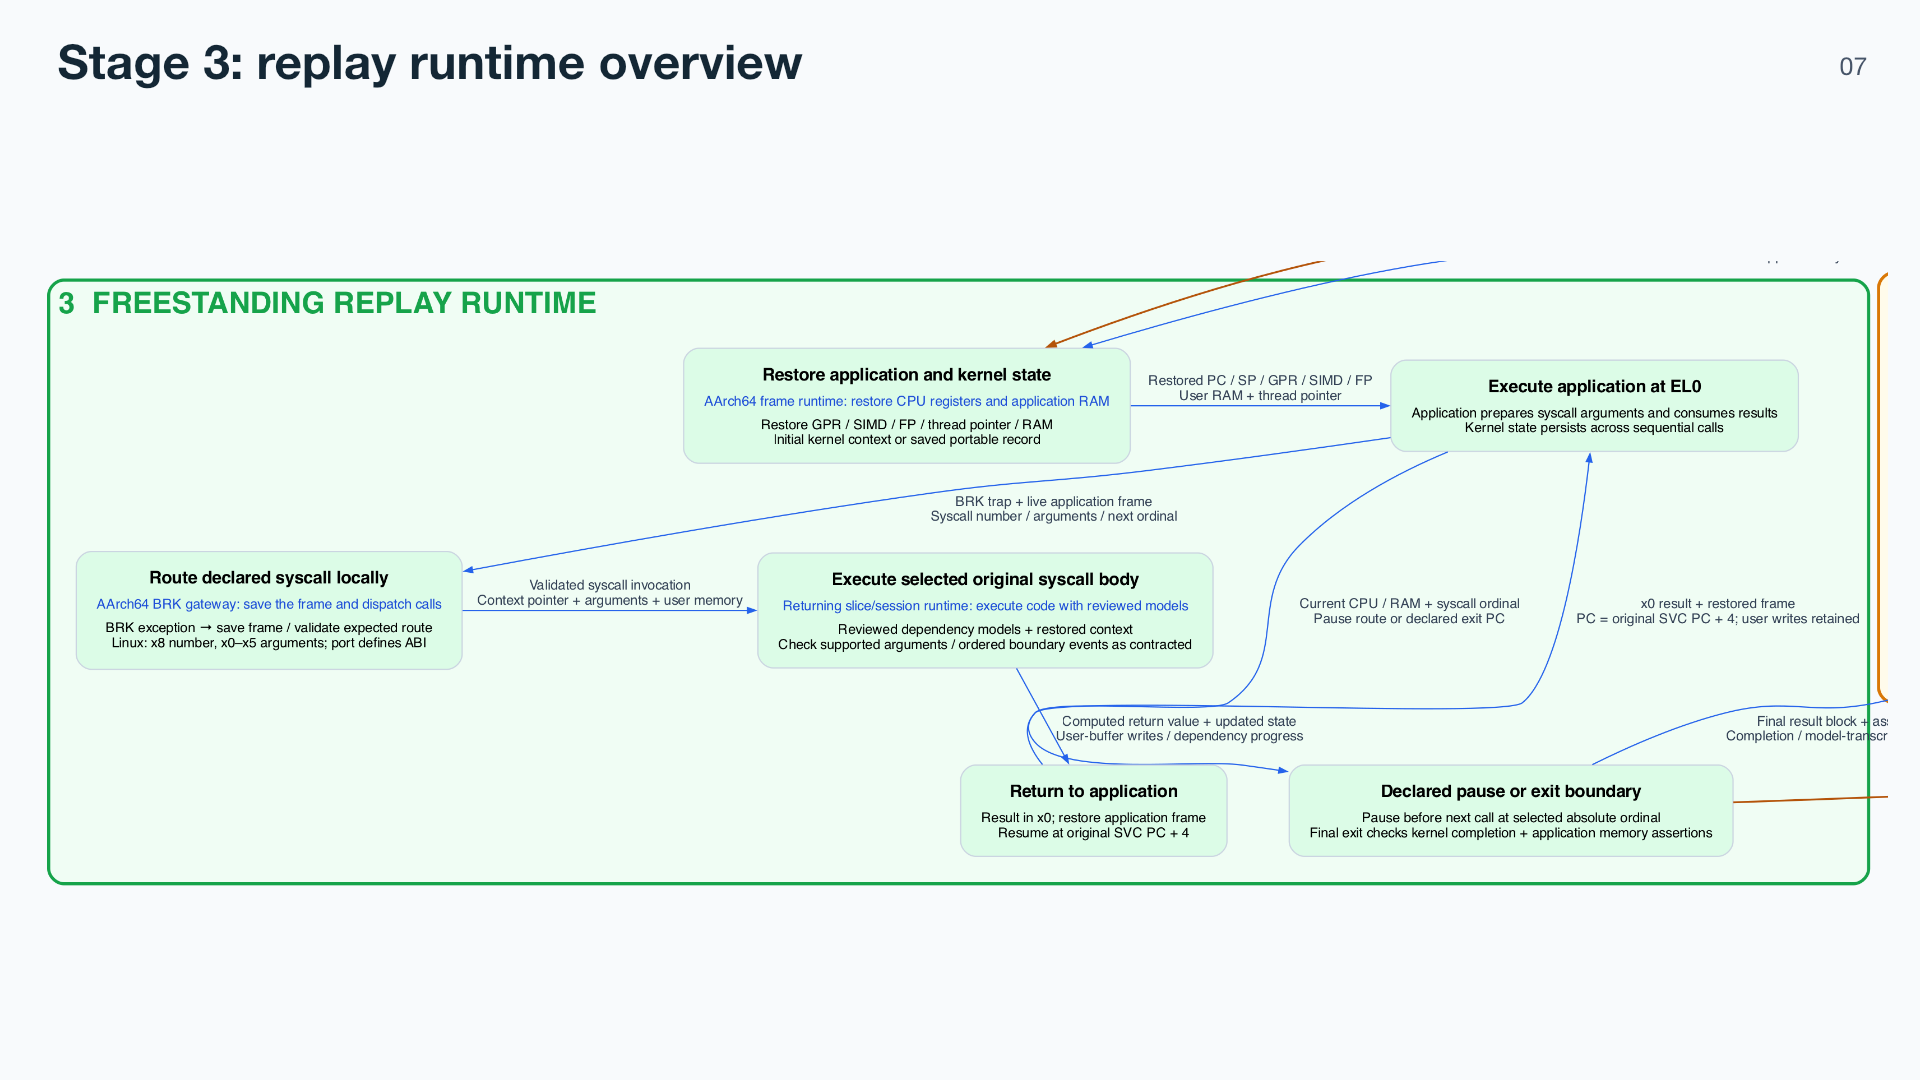 Stage 3: replay runtime overview
07
3 FREESTANDING REPLAY RUNTIME
Restore application and kernel state
AArch64 frame runtime: restore CPU registers and application RAM
Restore GPR / SIMD / FP / thread pointer / RAM
Initial kernel context or saved portable record
Restored PC / SP / GPR / SIMD / FP
User RAM + thread pointer
Execute application at EL0
Application prepares syscall arguments and consumes results
Kernel state persists across sequential calls
BRK trap + live application frame
Syscall number / arguments / next ordinal
Route declared syscall locally
AArch64 BRK gateway: save the frame and dispatch calls
BRK exception → save frame / validate expected route
Linux: x8 number, x0–x5 arguments; port defines ABI
Validated syscall invocation
Context pointer + arguments + user memory
Execute selected original syscall body
Returning slice/session runtime: execute code with reviewed models
Reviewed dependency models + restored context
Check supported arguments / ordered boundary events as contracted
Current CPU / RAM + syscall ordinal
Pause route or declared exit PC
x0 result + restored frame
PC = original SVC PC + 4; user writes retained
Computed return value + updated state
User-buffer writes / dependency progress
Final result block + as
Completion / model-transcr
Return to application
Result in x0; restore application frame
Resume at original SVC PC + 4
Declared pause or exit boundary
Pause before next call at selected absolute ordinal
Final exit checks kernel completion + application memory assertions